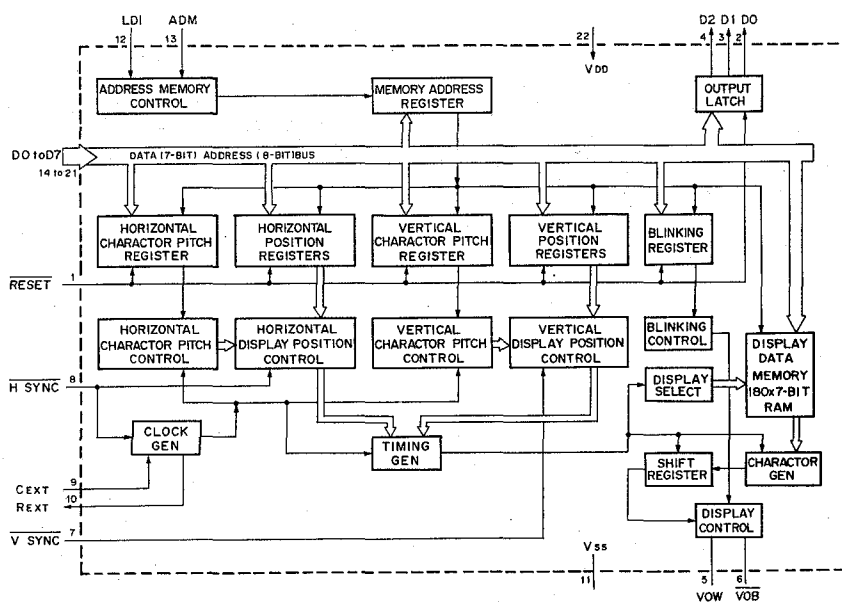 LDI ADM
12 13
22
VDD
D2 D1 DO
4 3 2
ADDRESS MEMORY
CONTROL
MEMORY ADDRESS
REGISTER
OUTPUT
LATCH
DO to D7
14 to 21
DATA (7-BIT) ADDRESS (8-BIT) BUS
HORIZONTAL
CHARACTOR PITCH
REGISTER
HORIZONTAL
POSITION
REGISTERS
VERTICAL
CHARACTOR PITCH
REGISTER
VERTICAL
POSITION
REGISTERS
BLINKING
REGISTER
RESET 1
HORIZONTAL
CHARACTOR PITCH
CONTROL
HORIZONTAL
DISPLAY POSITION
CONTROL
VERTICAL
CHARACTOR PITCH
CONTROL
VERTICAL
DISPLAY POSITION
CONTROL
BLINKING
CONTROL
DISPLAY
DATA
MEMORY
180x7-BIT
RAM
H SYNC 8
DISPLAY
SELECT
CLOCK
GEN
TIMING
GEN
SHIFT
REGISTER
CHARACTOR
GEN
CEXT 9
REXT 10
V SYNC 7
DISPLAY
CONTROL
VSS
11
5 6
VOW VOB